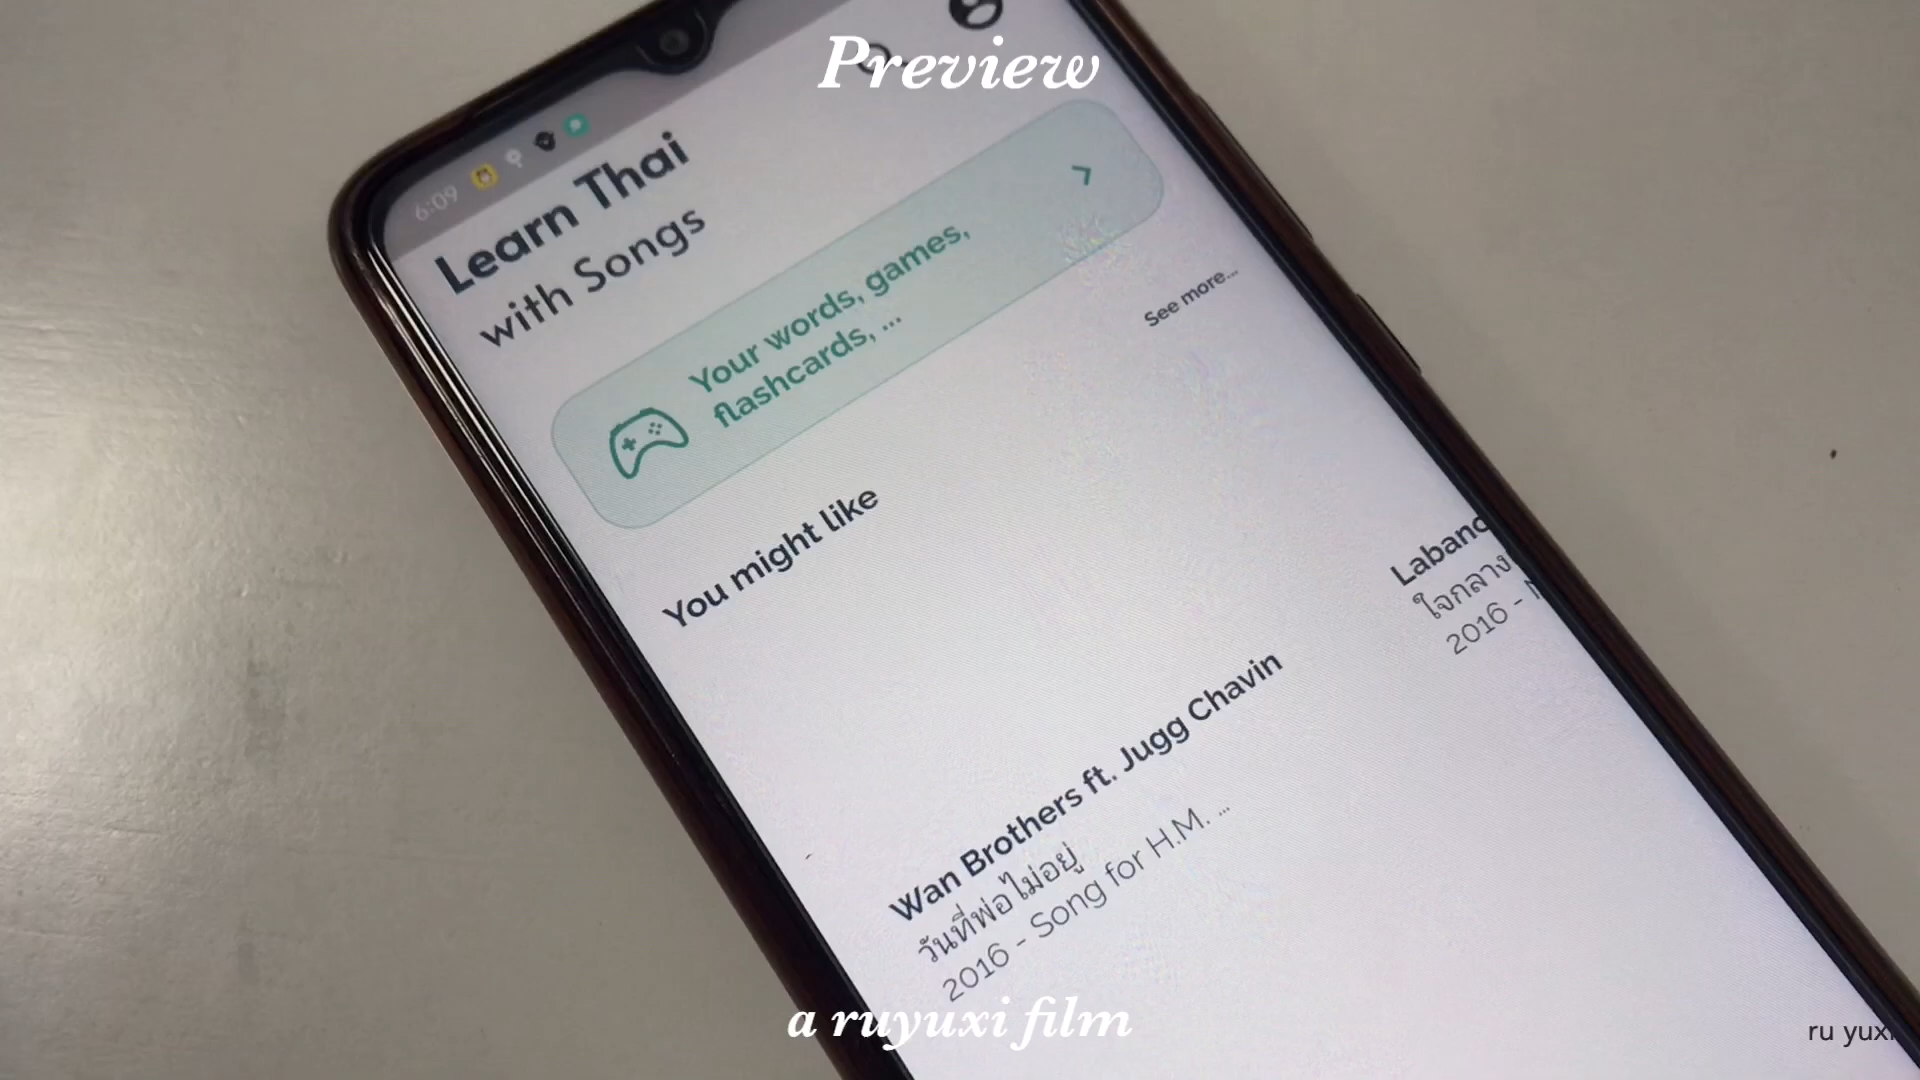 Preview
6:09
Learn Thai
with Songs
Your words, games,
flashcards, ...
See more...
You might like
Wan Brothers ft. Jugg Chavin
วันที่พ่อไม่อยู่
2016 - Song for H.M. ...
Labano
ใจกลาง
2016 -
a ruyuxi film
ru yuxi